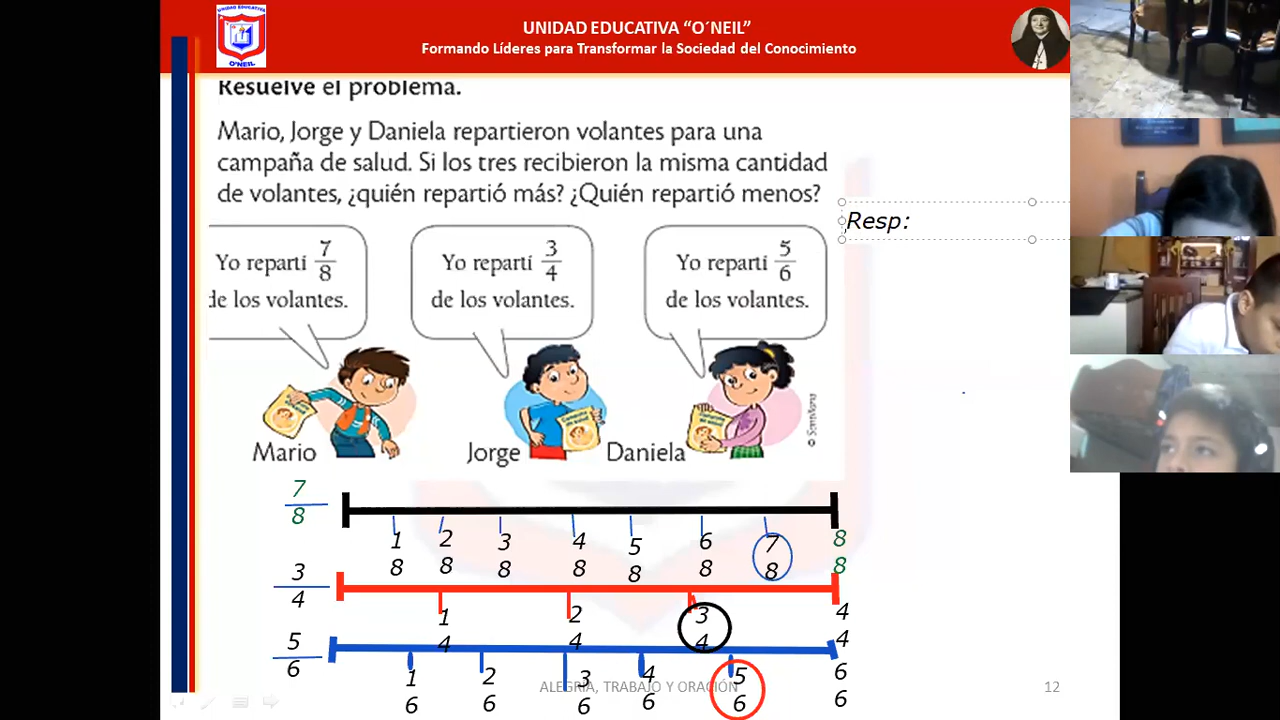 UNIDAD EDUCATIVA
O´NEIL
UNIDAD EDUCATIVA “O´NEIL”
Formando Líderes para Transformar la Sociedad del Conocimiento
Resuelve el problema.
Mario, Jorge y Daniela repartieron volantes para una
campaña de salud. Si los tres recibieron la misma cantidad
de volantes, ¿quién repartió más? ¿Quién repartió menos?
Resp:
Yo repartí 7/8
de los volantes.
Yo repartí 3/4
de los volantes.
Yo repartí 5/6
de los volantes.
Mario
Jorge
Daniela
© Santillana
7/8
1/8 2/8 3/8 4/8 5/8 6/8 7/8 8/8
3/4
1/4 2/4 3/4 4/4
5/6
1/6 2/6 3/6 4/6 5/6 6/6
ALEGRÍA, TRABAJO Y ORACIÓN
12